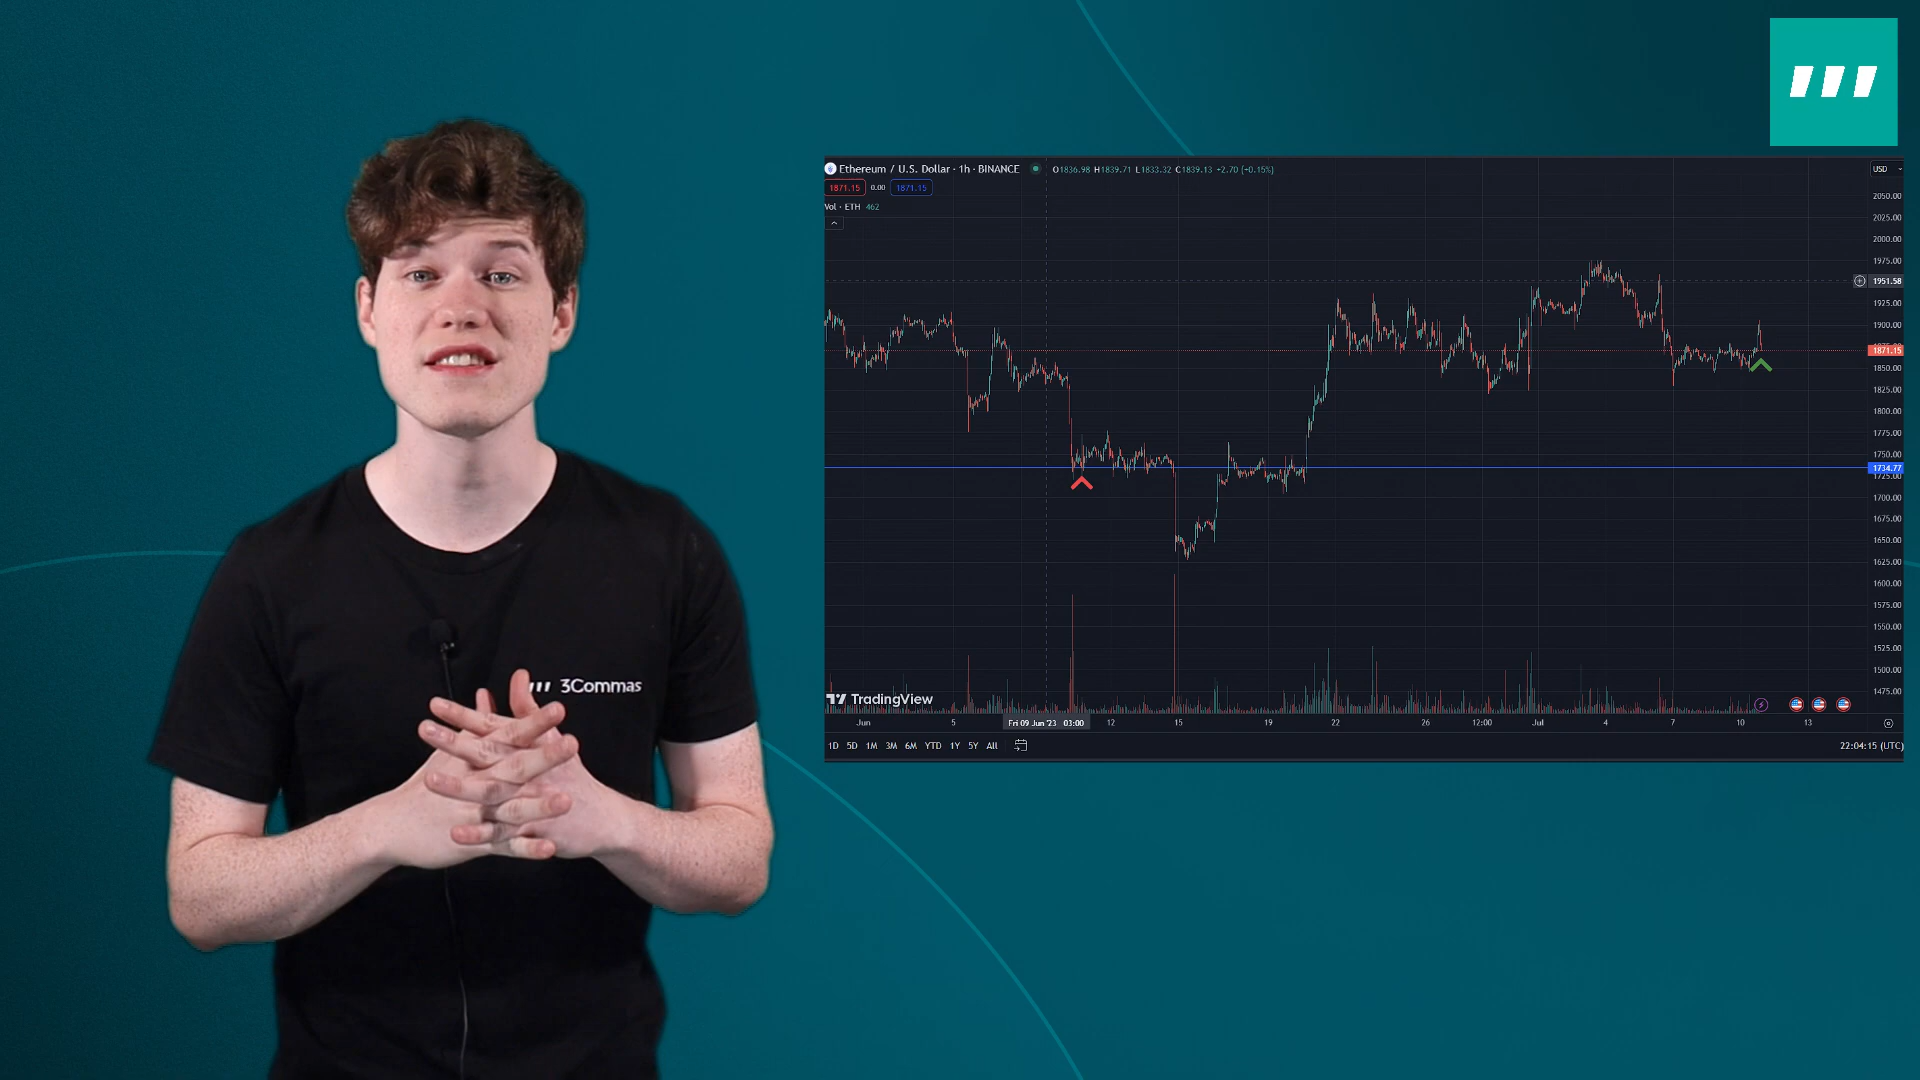 Ethereum / U.S. Dollar · 1h · BINANCE O1836.98 H1839.71 L1833.32 C1839.13 +2.70 (+0.15%)
USD
1871.15 0.00 1871.15
Vol · ETH 462
2050.00
2025.00
2000.00
1975.00
1951.58
1925.00
1900.00
1871.15
1850.00
1825.00
1800.00
1775.00
1750.00
1734.77
1725.00
1700.00
1675.00
1650.00
1625.00
1600.00
1575.00
1550.00
1525.00
1500.00
1475.00
3Commas
TradingView
Jun 5 Fri 09 Jun '23 03:00 12 15 19 22 26 12:00 Jul 4 7 10 13
1D 5D 1M 3M 6M YTD 1Y 5Y All
22:04:15 (UTC)